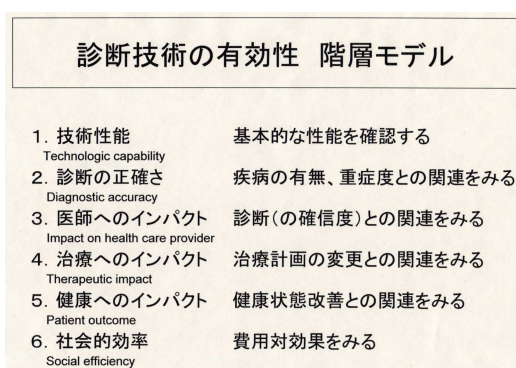 診断技術の有効性 階層モデル
1. 技術性能 基本的な性能を確認する
Technologic capability
2. 診断の正確さ 疾病の有無、重症度との関連をみる
Diagnostic accuracy
3. 医師へのインパクト 診断(の確信度)との関連をみる
Impact on health care provider
4. 治療へのインパクト 治療計画の変更との関連をみる
Therapeutic impact
5. 健康へのインパクト 健康状態改善との関連をみる
Patient outcome
6. 社会的効率 費用対効果をみる
Social efficiency